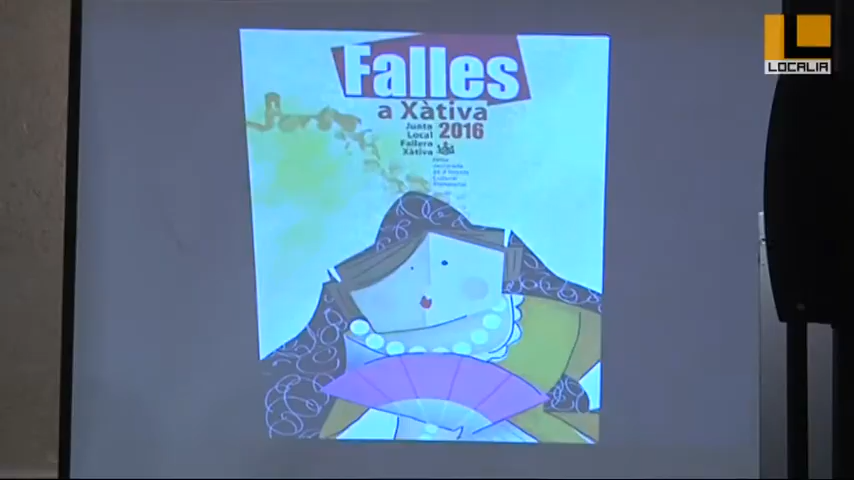 Falles
a Xàtiva
Junta
Local
Fallera
Xàtiva
2016
LOCALIA